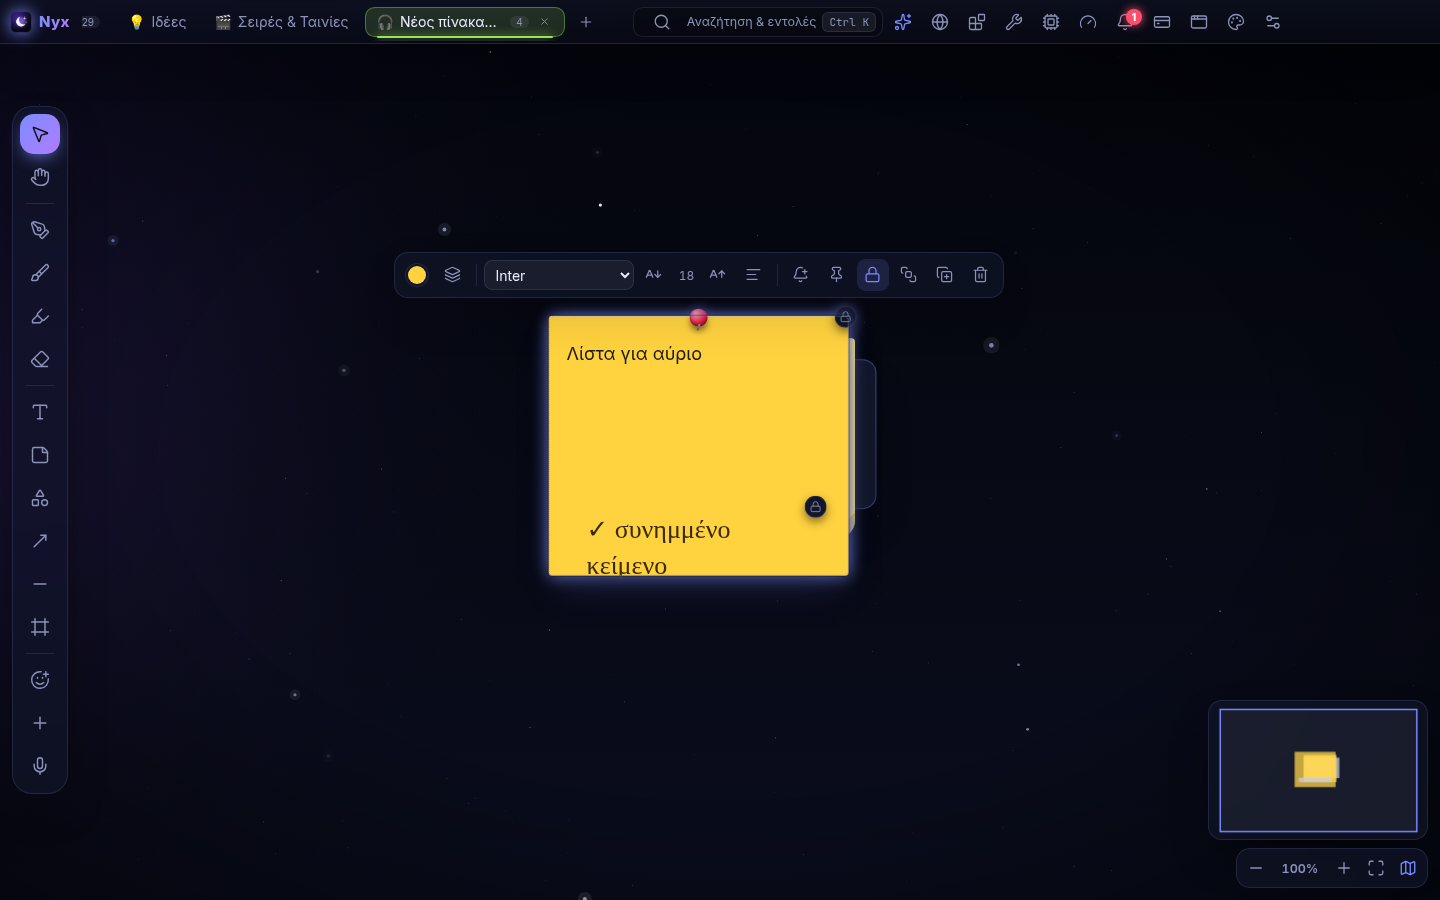 Nyx 29
💡 Ιδέες
🎬 Σειρές & Ταινίες
🎧 Νέος πίνακα... 4
Αναζήτηση & εντολές Ctrl K
1
Inter
A 18 A
Λίστα για αύριο
✓ συνημμένο
κείμενο
100%